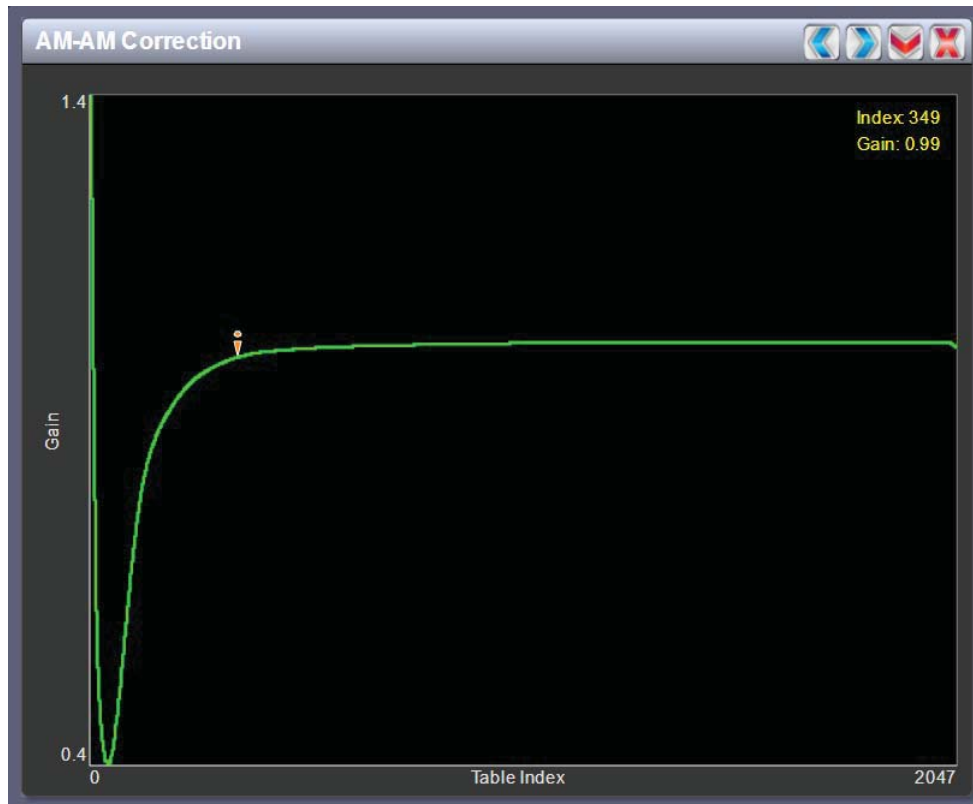 AM-AM Correction
1.4
Index: 349
Gain: 0.99
Gain
0.4
0
Table Index
2047